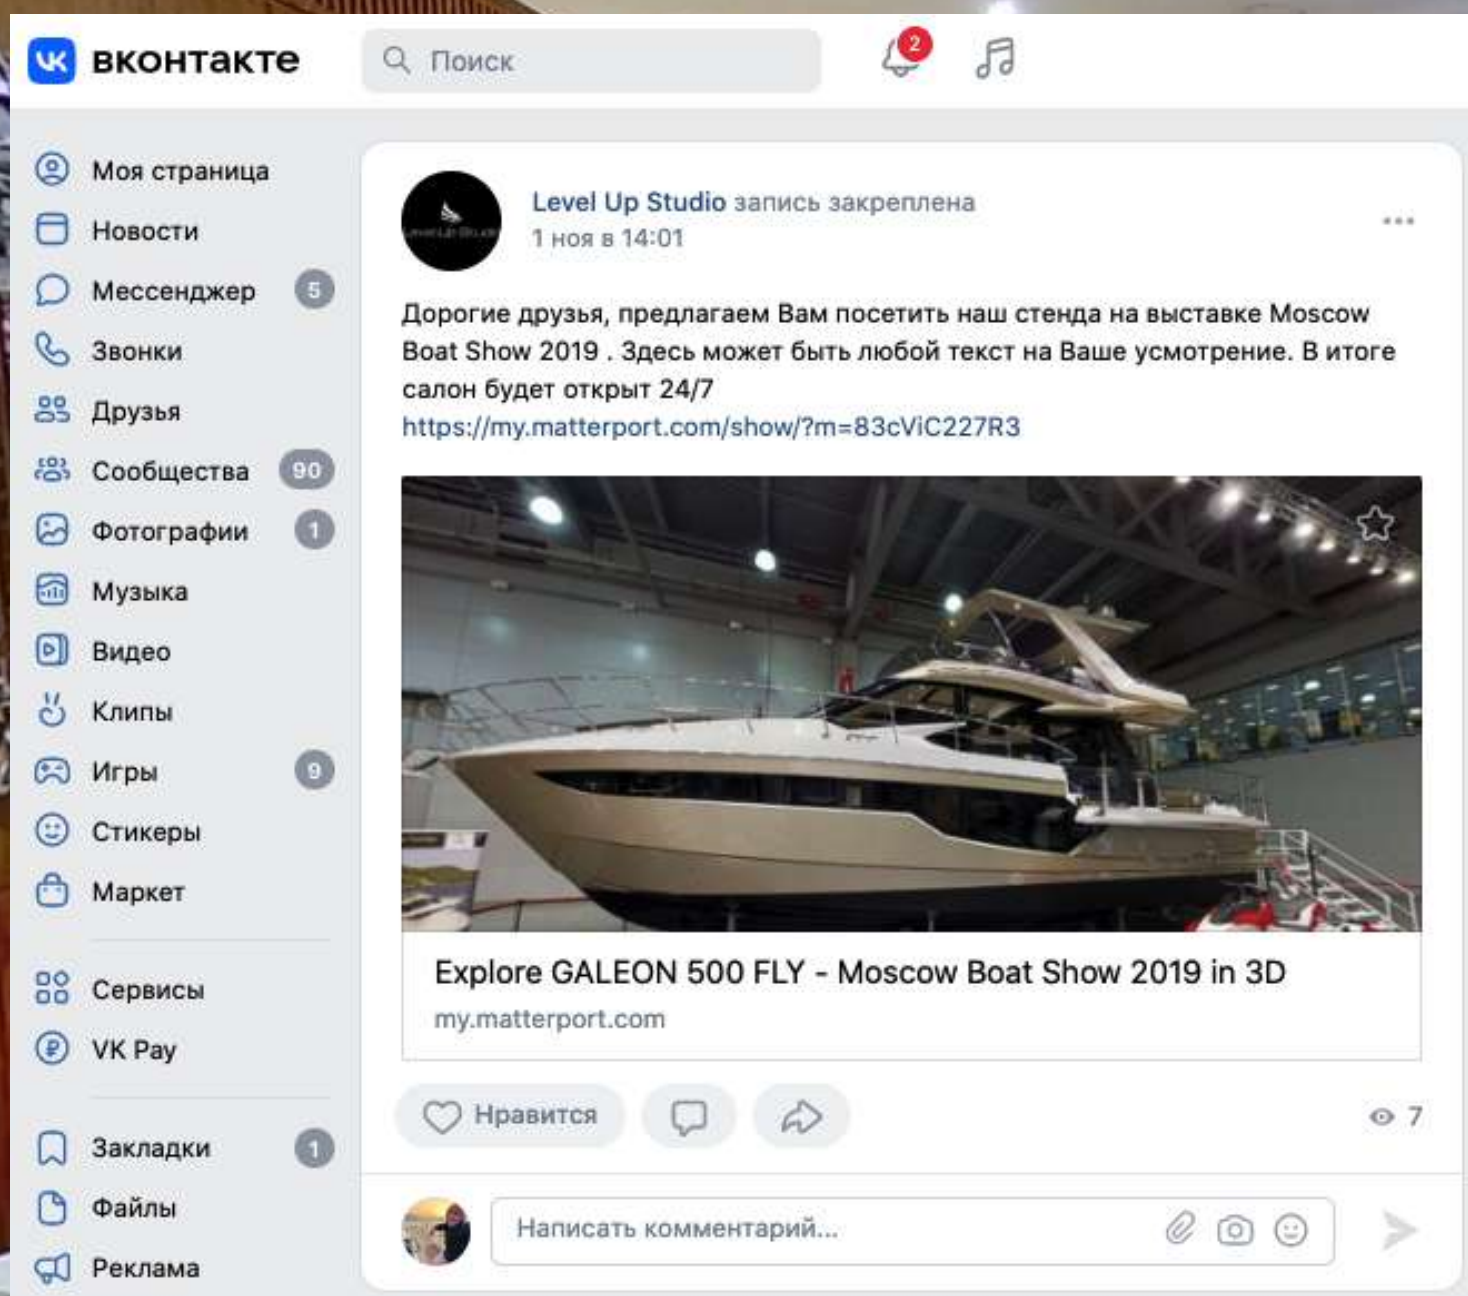 вконтакте
Поиск
2
Моя страница
Новости
Мессенджер 5
Звонки
Друзья
Сообщества 90
Фотографии 1
Музыка
Видео
Клипы
Игры 9
Стикеры
Маркет
Сервисы
VK Pay
Закладки 1
Файлы
Реклама
Level Up Studio запись закреплена
1 ноя в 14:01
Дорогие друзья, предлагаем Вам посетить наш стенда на выставке Moscow
Boat Show 2019 . Здесь может быть любой текст на Ваше усмотрение. В итоге
салон будет открыт 24/7
https://my.matterport.com/show/?m=83cViC227R3
Explore GALEON 500 FLY - Moscow Boat Show 2019 in 3D
my.matterport.com
Нравится
7
Написать комментарий...